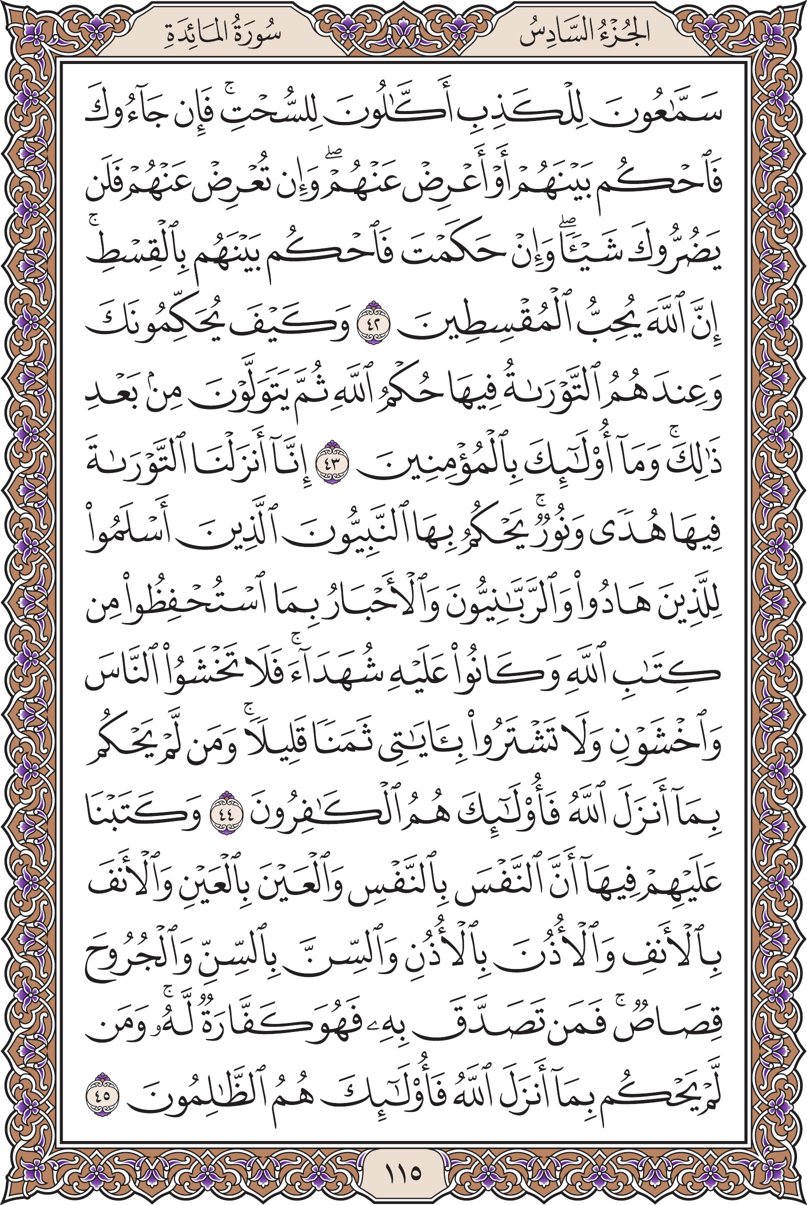 الجُزْءُ السَّادِسُ
سُورَةُ المَائِدَةِ
سَمَّٰعُونَ لِلْكَذِبِ أَكَّٰلُونَ لِلسُّحْتِۚ فَإِن جَآءُوكَ
فَٱحْكُم بَيْنَهُمْ أَوْ أَعْرِضْ عَنْهُمْۖ وَإِن تُعْرِضْ عَنْهُمْ فَلَن
يَضُرُّوكَ شَيْـًٔاۖ وَإِنْ حَكَمْتَ فَٱحْكُم بَيْنَهُم بِٱلْقِسْطِۚ
إِنَّ ٱللَّهَ يُحِبُّ ٱلْمُقْسِطِينَ ٤٢ وَكَيْفَ يُحَكِّمُونَكَ
وَعِندَهُمُ ٱلتَّوْرَىٰةُ فِيهَا حُكْمُ ٱللَّهِ ثُمَّ يَتَوَلَّوْنَ مِنۢ بَعْدِ
ذَٰلِكَۚ وَمَآ أُو۟لَٰٓئِكَ بِٱلْمُؤْمِنِينَ ٤٣ إِنَّآ أَنزَلْنَا ٱلتَّوْرَىٰةَ
فِيهَا هُدًى وَنُورٌۚ يَحْكُمُ بِهَا ٱلنَّبِيُّونَ ٱلَّذِينَ أَسْلَمُوا۟
لِلَّذِينَ هَادُوا۟ وَٱلرَّبَّٰنِيُّونَ وَٱلْأَحْبَارُ بِمَا ٱسْتُحْفِظُوا۟ مِن
كِتَٰبِ ٱللَّهِ وَكَانُوا۟ عَلَيْهِ شُهَدَآءَۚ فَلَا تَخْشَوُا۟ ٱلنَّاسَ
وَٱخْشَوْنِ وَلَا تَشْتَرُوا۟ بِـَٔايَٰتِى ثَمَنًا قَلِيلًاۚ وَمَن لَّمْ يَحْكُم
بِمَآ أَنزَلَ ٱللَّهُ فَأُو۟لَٰٓئِكَ هُمُ ٱلْكَٰفِرُونَ ٤٤ وَكَتَبْنَا
عَلَيْهِمْ فِيهَآ أَنَّ ٱلنَّفْسَ بِٱلنَّفْسِ وَٱلْعَيْنَ بِٱلْعَيْنِ وَٱلْأَنفَ
بِٱلْأَنفِ وَٱلْأُذُنَ بِٱلْأُذُنِ وَٱلسِّنَّ بِٱلسِّنِّ وَٱلْجُرُوحَ
قِصَاصٌۚ فَمَن تَصَدَّقَ بِهِۦ فَهُوَ كَفَّارَةٌ لَّهُۥۚ وَمَن
لَّمْ يَحْكُم بِمَآ أَنزَلَ ٱللَّهُ فَأُو۟لَٰٓئِكَ هُمُ ٱلظَّٰلِمُونَ ٤٥
١١٥